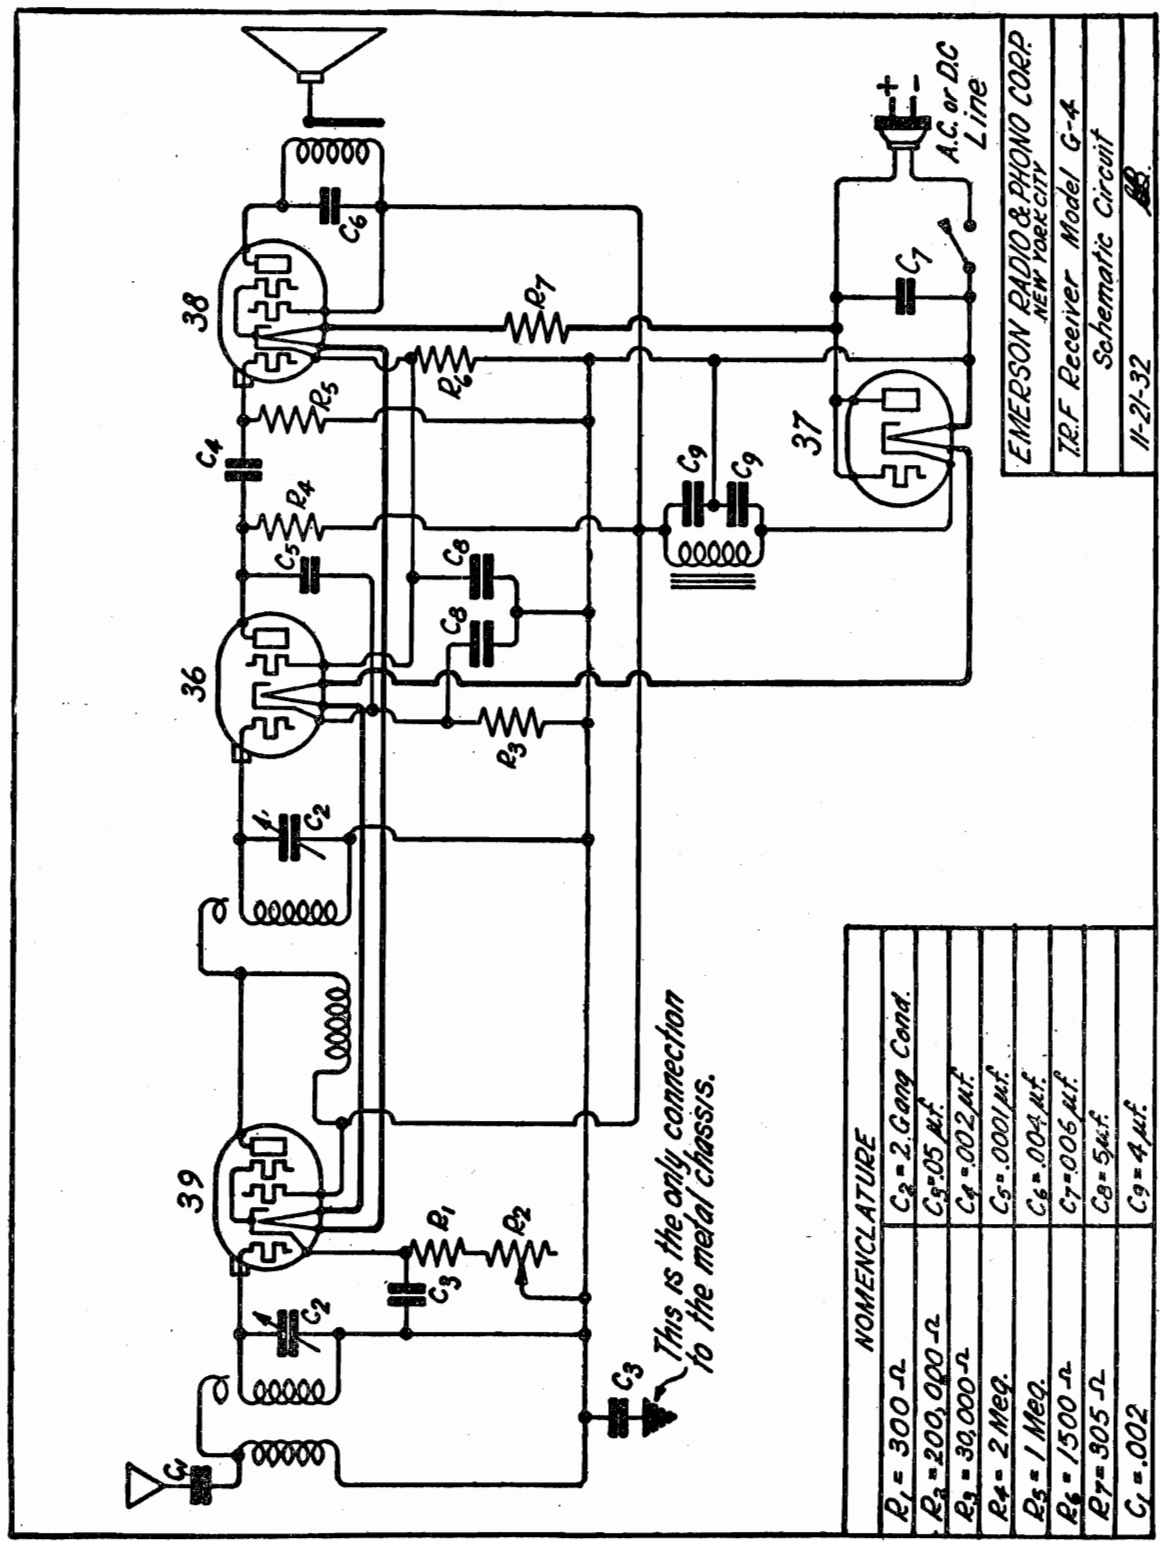 39
36
38
37
C1
C2
C3
R1
R2
C2
R3
C8
C8
C5
R4
C4
R5
R6
R7
C6
C9
C9
C7
A.C. or D.C
Line
+
-
C3
This is the only connection
to the metal chassis.
NOMENCLATURE
R1 = 300 Ω
C2 = 2 Gang Cond.
R2 = 200,000 Ω
C3 = .05 μf.
R3 = 30,000 Ω
C4 = .002 μf.
R4 = 2 Meg.
C5 = .0001 μf.
R5 = 1 Meg.
C6 = .004 μf.
R6 = 1500 Ω
C7 = .006 μf.
R7 = 305 Ω
C8 = 5 μf.
C1 = .002
C9 = 4 μf.
EMERSON RADIO & PHONO CORP.
NEW YORK CITY
T.R.F Receiver Model G-4
Schematic Circuit
11-21-32